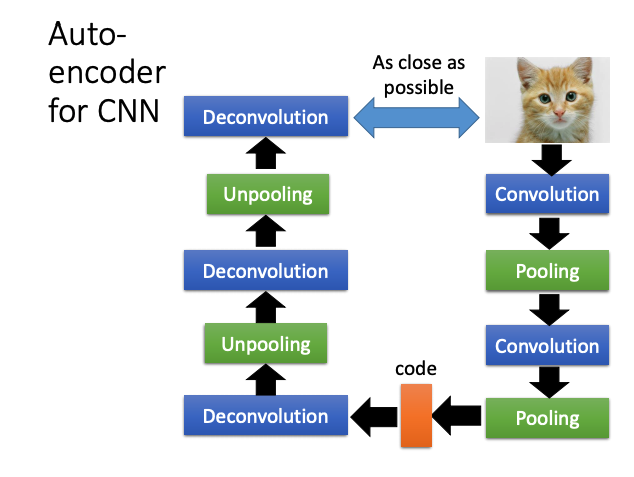 Auto-
encoder
for CNN
As close as
possible
Deconvolution
Unpooling
Deconvolution
Unpooling
Deconvolution
code
Convolution
Pooling
Convolution
Pooling